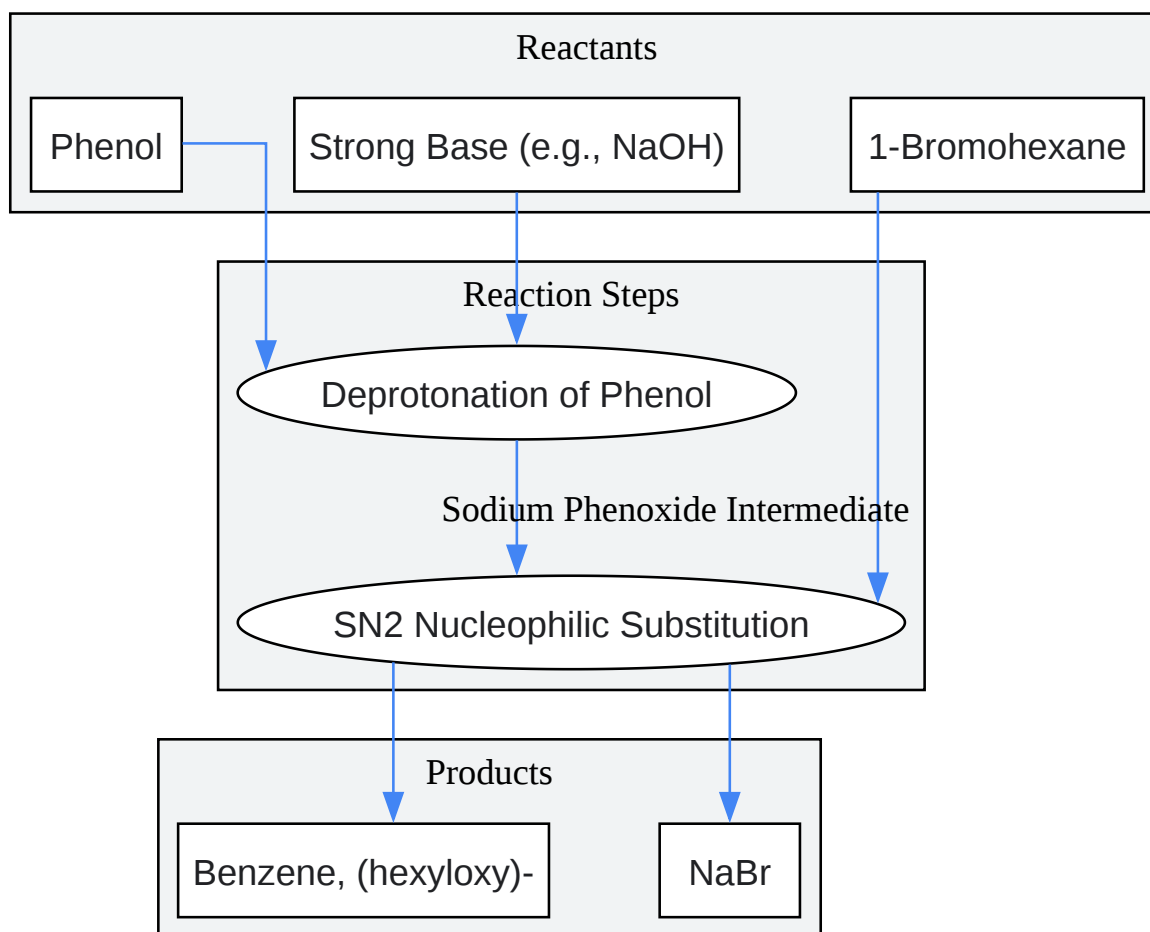 Reactants
Phenol
Strong Base (e.g., NaOH)
1-Bromohexane
Reaction Steps
Deprotonation of Phenol
Sodium Phenoxide Intermediate
SN2 Nucleophilic Substitution
Products
Benzene, (hexyloxy)-
NaBr